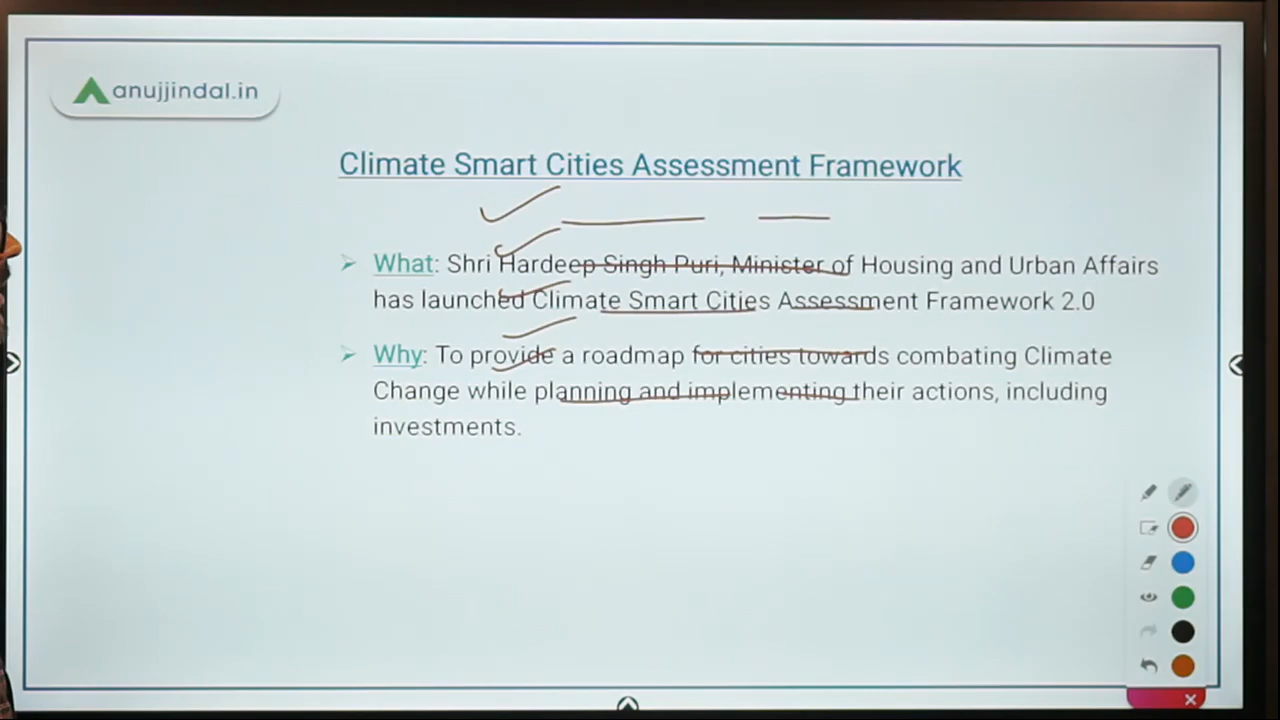 anujjindal.in
Climate Smart Cities Assessment Framework
What: Shri Hardeep Singh Puri, Minister of Housing and Urban Affairs
has launched Climate Smart Cities Assessment Framework 2.0
Why: To provide a roadmap for cities towards combating Climate
Change while planning and implementing their actions, including
investments.